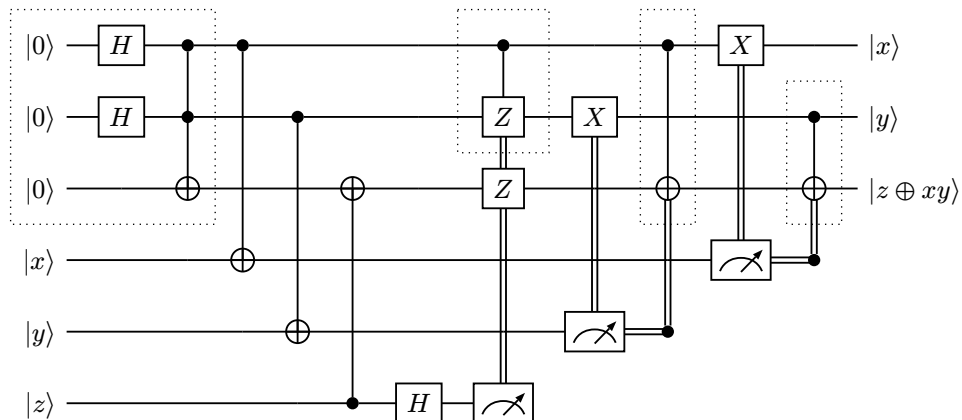 |0⟩ H X |x⟩
|0⟩ H Z X |y⟩
|0⟩ Z |z ⊕ xy⟩
|x⟩
|y⟩
|z⟩ H